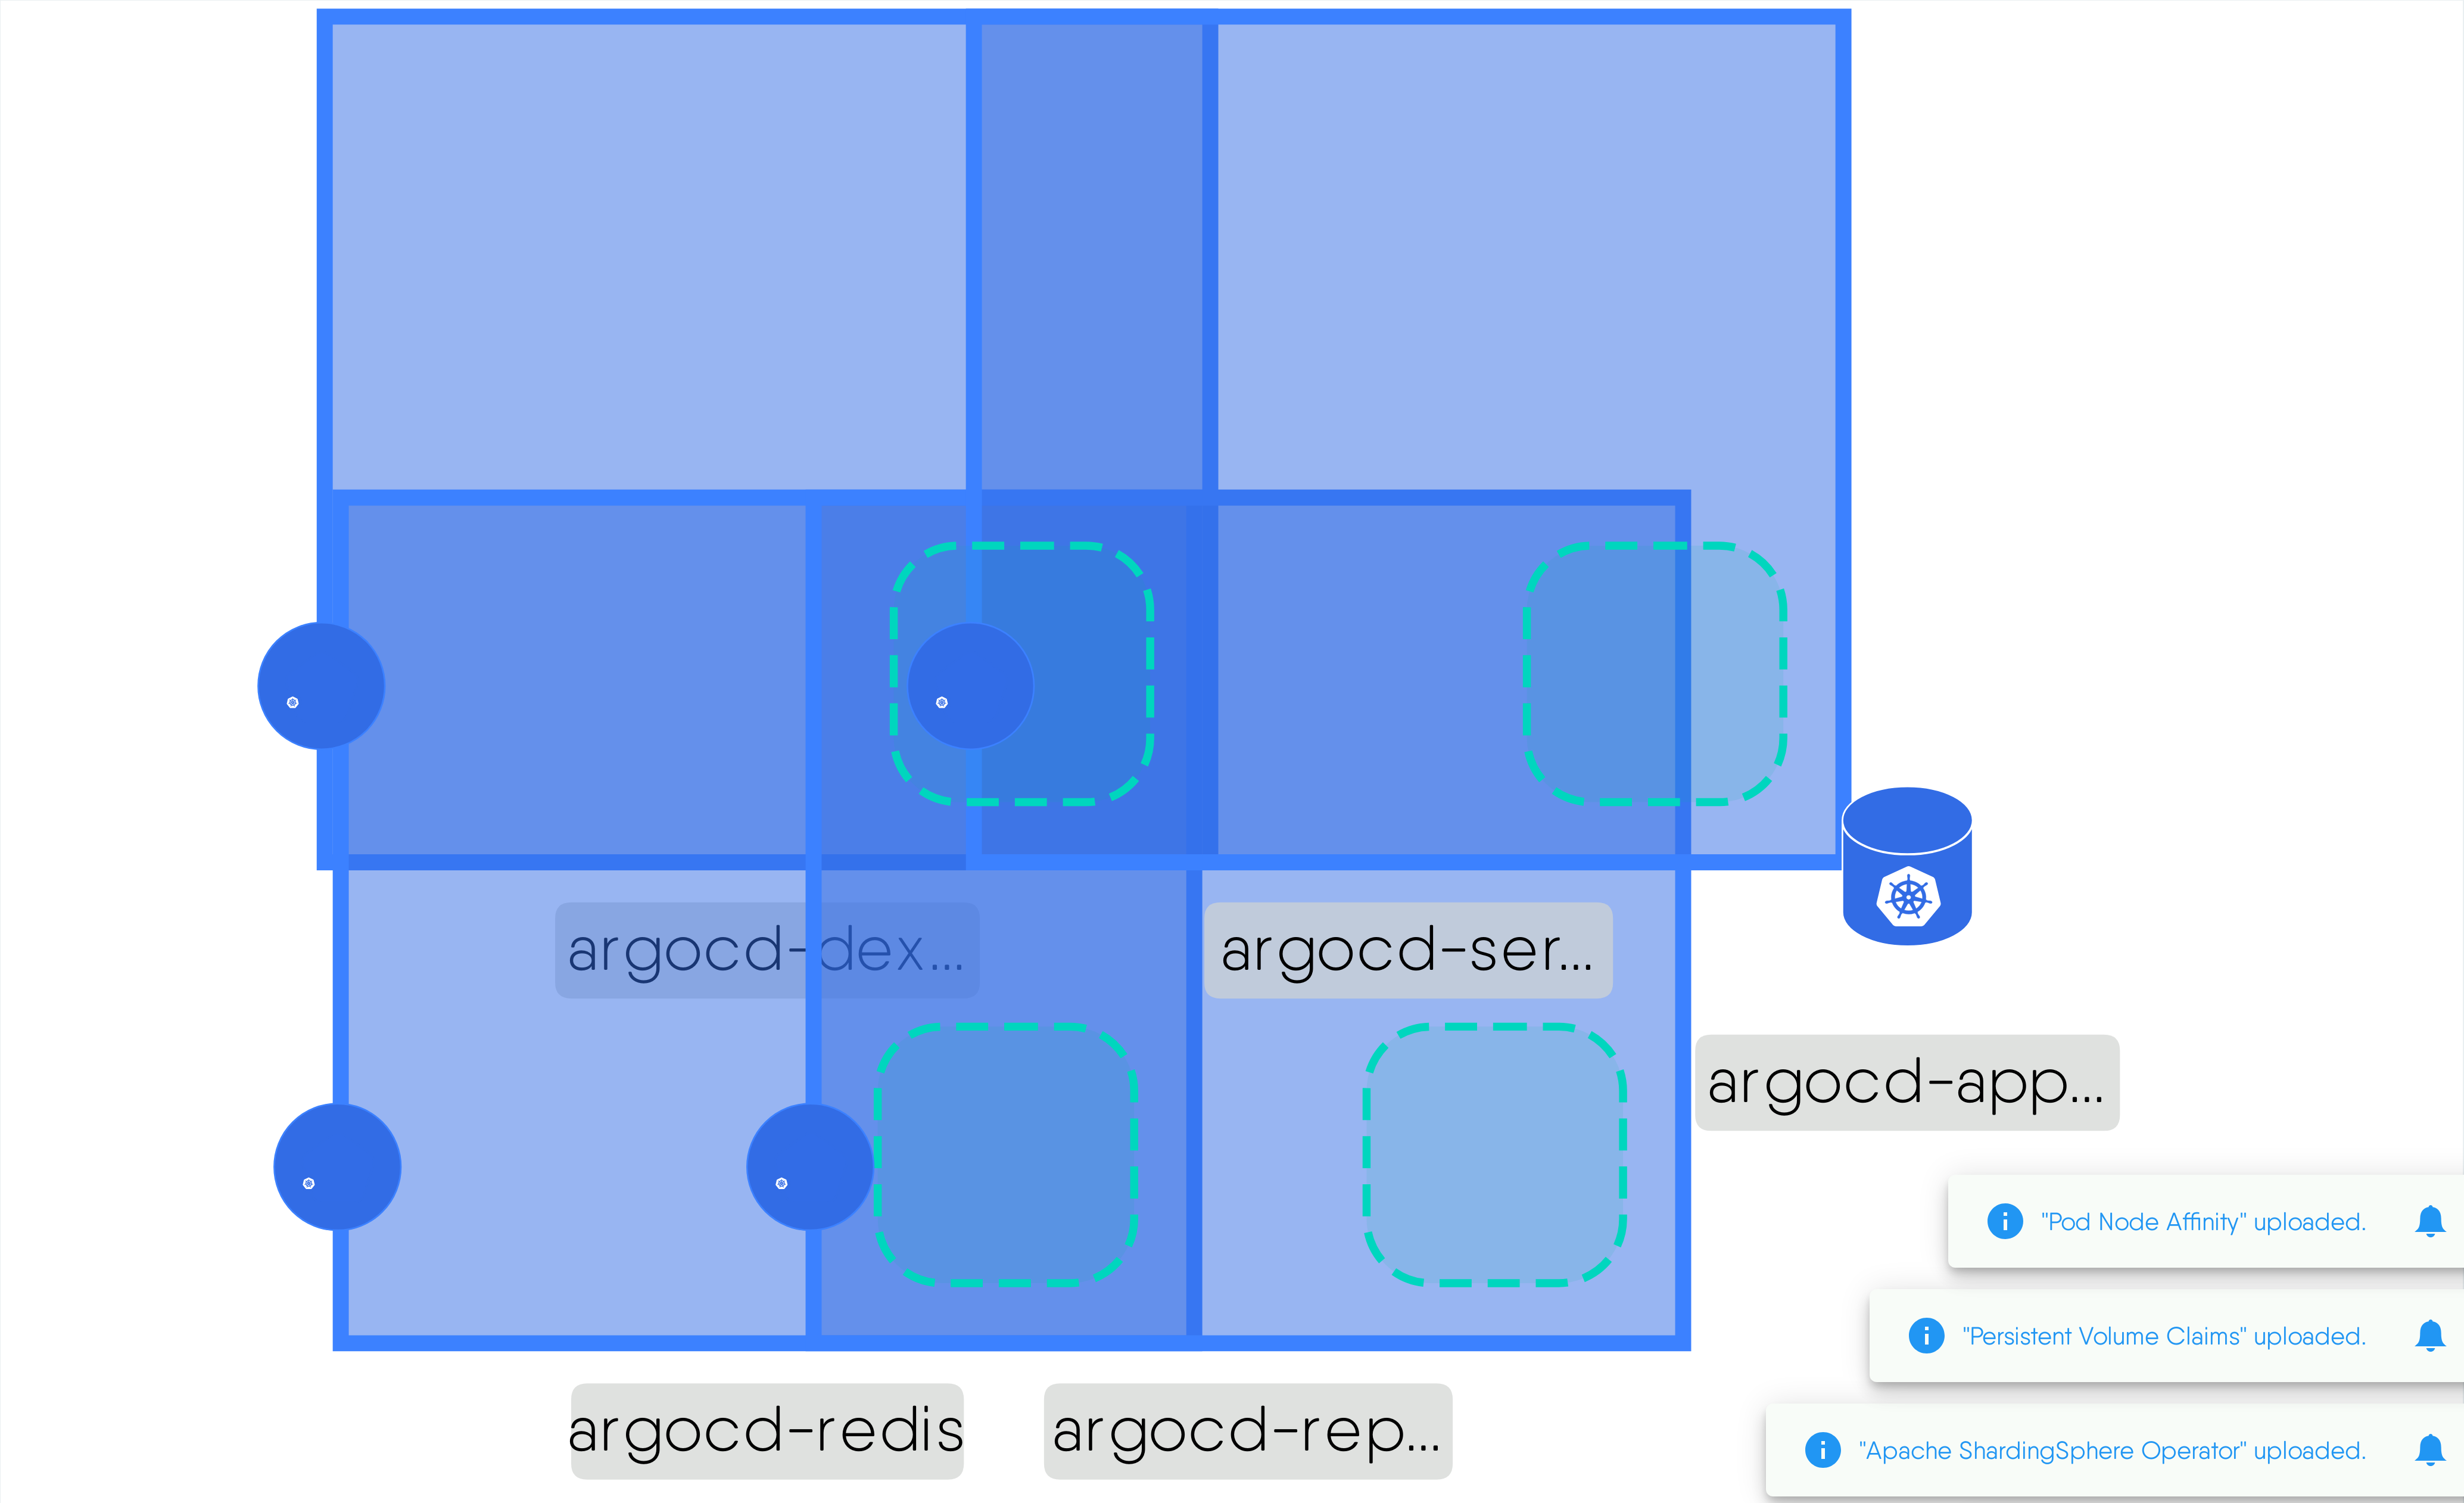 argocd-dex...
argocd-ser...
argocd-app...
"Pod Node Affinity" uploaded.
"Persistent Volume Claims" uploaded.
argocd-redis
argocd-rep...
"Apache ShardingSphere Operator" uploaded.